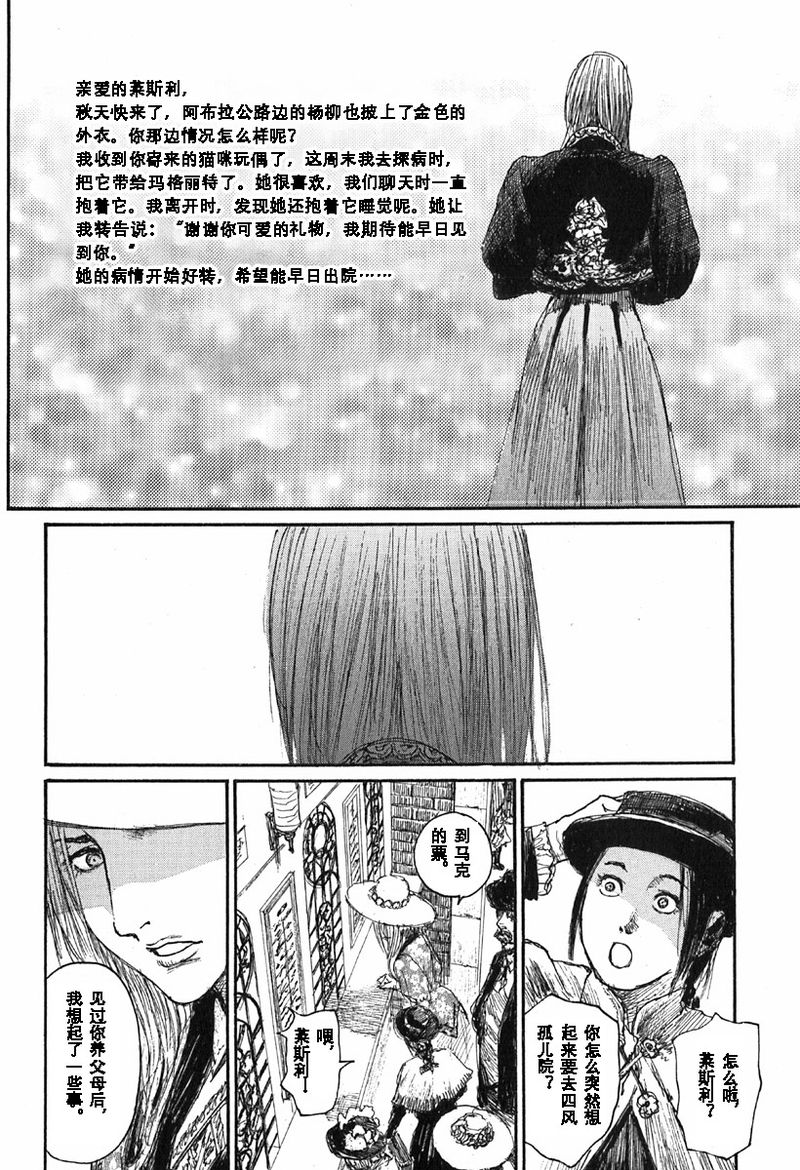 亲爱的莱斯利，
秋天快来了，阿布拉公路边的杨柳也披上了金色的
外衣。你那边情况怎么样呢？
我收到你寄来的猫咪玩偶了，这周末我去探病时，
把它带给玛格丽特了。她很喜欢，我们聊天时一直
抱着它。我离开时，发现她还抱着它睡觉呢。她让
我转告说：“谢谢你可爱的礼物，我期待能早日见
到你。”
她的病情开始好转，希望能早日出院……
怎么啦，
莱斯利？
你怎么突然想
起来要去四风
孤儿院？
到马克
的票。
喂，
莱斯利！
见过你养父母后，
我想起了一些事。